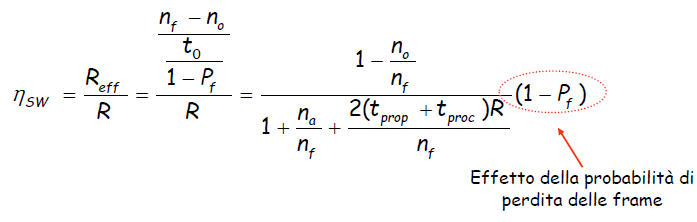 η_SW = R_eff / R = (((n_f − n_o) / t_0) / (1 − P_f)) / R = (1 − n_o / n_f) / (1 + n_a / n_f + 2(t_prop + t_proc)R / n_f) (1 − P_f)
Effetto della probabilità di
perdita delle frame